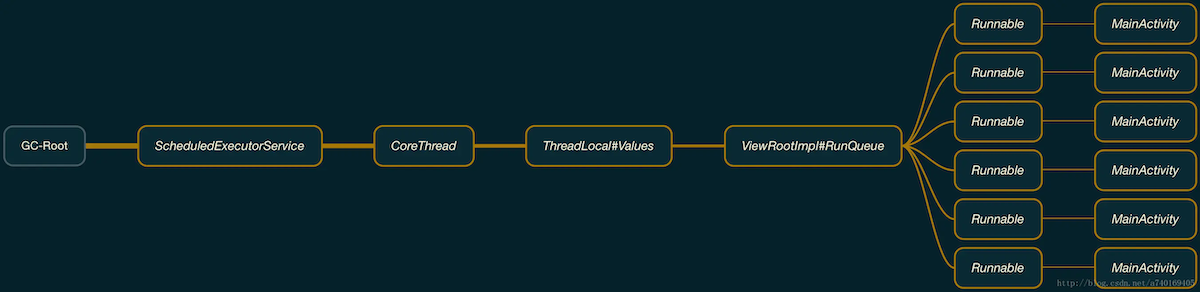 GC-Root
ScheduledExecutorService
CoreThread
ThreadLocal#Values
ViewRootImpl#RunQueue
Runnable
MainActivity
Runnable
MainActivity
Runnable
MainActivity
Runnable
MainActivity
Runnable
MainActivity
Runnable
MainActivity
http://blog.csdn.net/a740169405